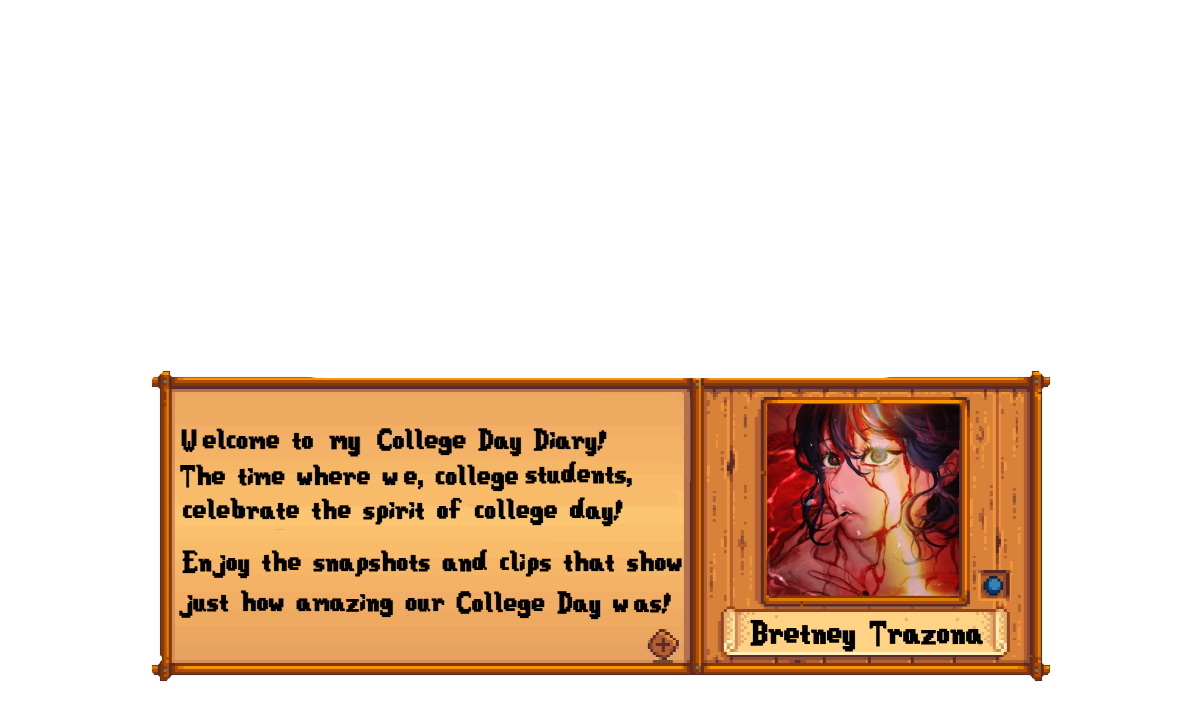 Welcome to my College Day Diary!
The time where we, college students,
celebrate the spirit of college day!
Enjoy the snapshots and clips that show
just how amazing our College Day was!
Bretney Trazona